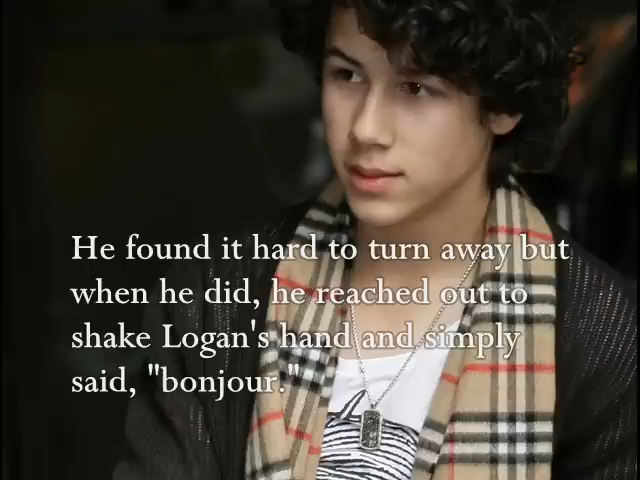 He found it hard to turn away but
when he did, he reached out to
shake Logan's hand and simply
said, "bonjour."